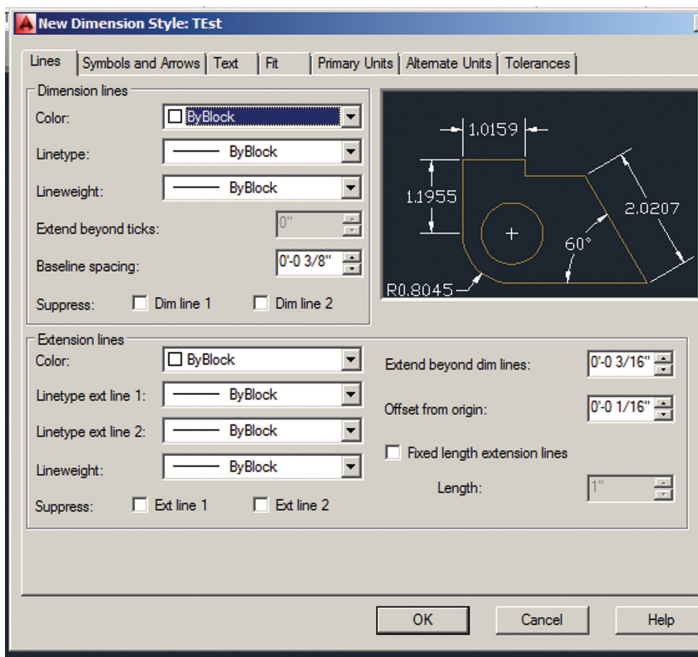 New Dimension Style: TEst
Lines Symbols and Arrows Text Fit Primary Units Alternate Units Tolerances
Dimension lines
Color: ByBlock
Linetype: ByBlock
Lineweight: ByBlock
Extend beyond ticks: 0"
Baseline spacing: 0'-0 3/8"
Suppress: Dim line 1 Dim line 2
1.0159
1.1955
2.0207
60°
R0.8045
Extension lines
Color: ByBlock
Linetype ext line 1: ByBlock
Linetype ext line 2: ByBlock
Lineweight: ByBlock
Suppress: Ext line 1 Ext line 2
Extend beyond dim lines: 0'-0 3/16"
Offset from origin: 0'-0 1/16"
Fixed length extension lines
Length: 1"
OK Cancel Help